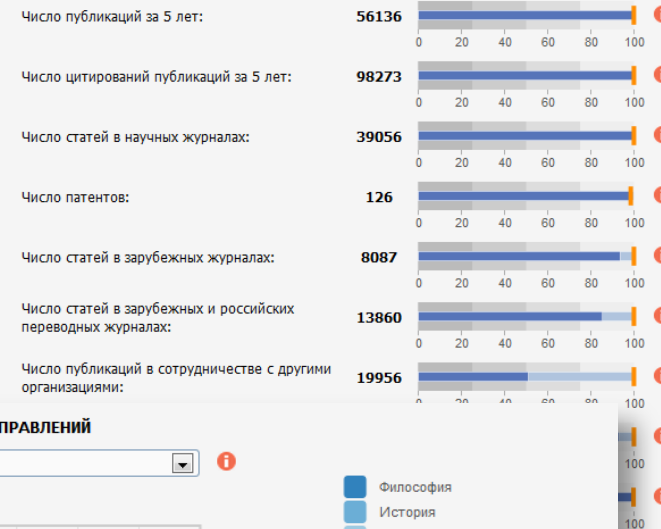 Число публикаций за 5 лет: 56136
0 20 40 60 80 100
Число цитирований публикаций за 5 лет: 98273
0 20 40 60 80 100
Число статей в научных журналах: 39056
0 20 40 60 80 100
Число патентов: 126
0 20 40 60 80 100
Число статей в зарубежных журналах: 8087
0 20 40 60 80 100
Число статей в зарубежных и российских
переводных журналах: 13860
0 20 40 60 80 100
Число публикаций в сотрудничестве с другими
организациями: 19956
20 40 80 100
ПРАВЛЕНИЙ
100
Философия
История
100